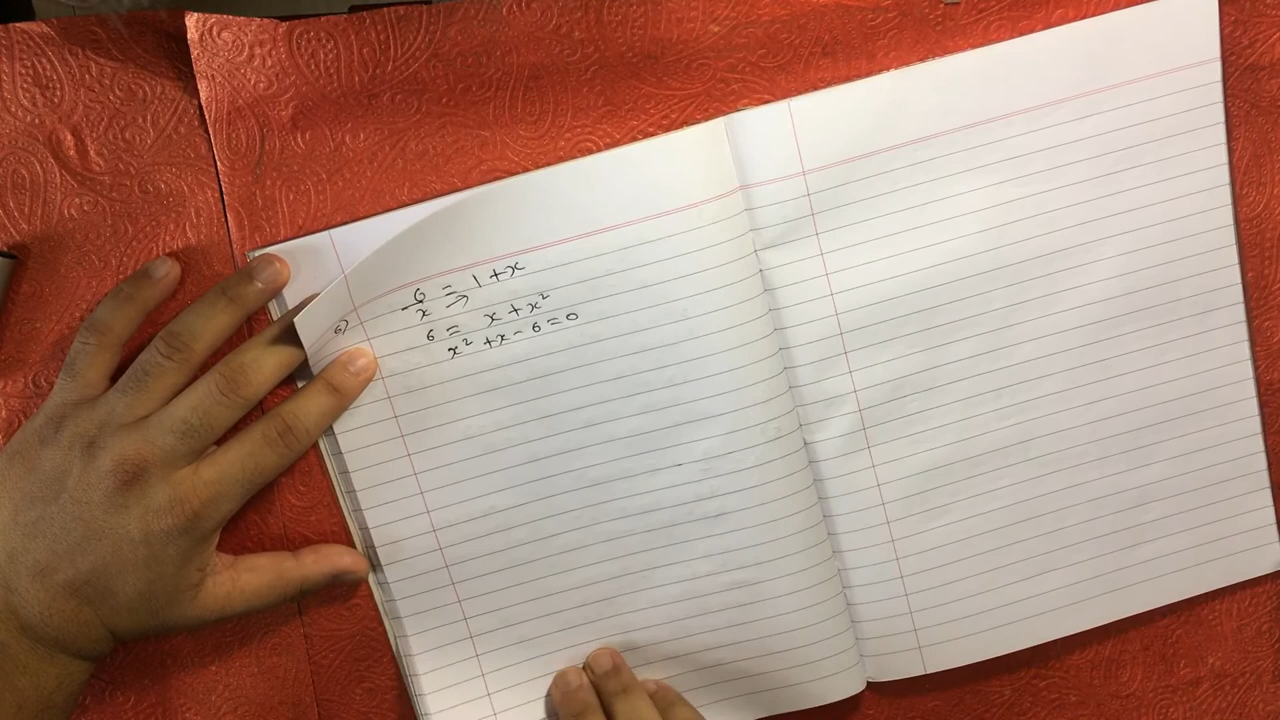 6) 6/x = 1 + x
⇒
6 = x + x²
x² + x - 6 = 0